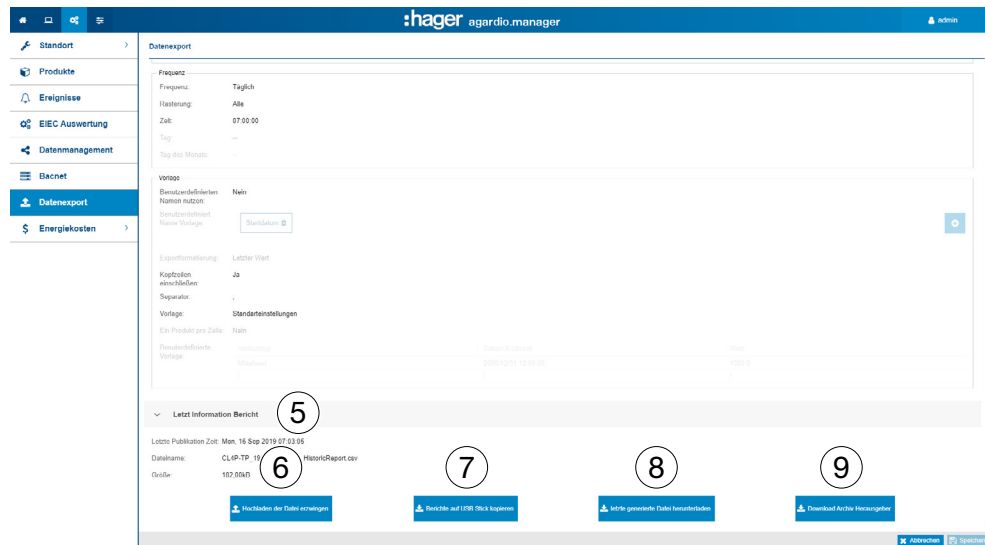 :hager agardio.manager
admin
Standort
Produkte
Ereignisse
EIEC Auswertung
Datenmanagement
Bacnet
Datenexport
Energiekosten
Datenexport
Frequenz
Frequenz: Täglich
Rasterung: Alle
Zeit: 07:00:00
Tag: --
Tag des Monats: --
Vorlage
Benutzerdefinierten Namen nutzen: Nein
Benutzerdefiniert Name Vorlage: Startdatum
Exportformatierung: Letzter Wert
Kopfzeilen einschließen: Ja
Separator: ,
Vorlage: Standarteinstellungen
Ein Produkt pro Zeile: Nein
Benutzerdefinierte Vorlage:
Letzt Information Bericht
5
Letzte Publikation Zeit: Mon, 16 Sep 2019 07:03:05
Dateiname: CL4P-TP_19 HistoricReport.csv
Größe: 102,00kB
6
7
8
9
Hochladen der Datei erzwingen
Berichte auf USB Stick kopieren
letzte generierte Datei herunterladen
Download Archiv Herausgeber
Abbrechen
Speichern